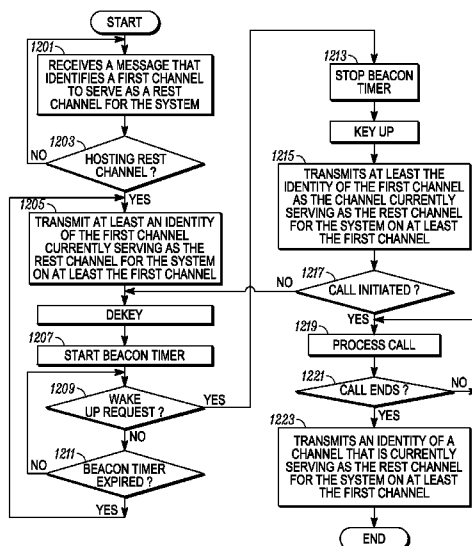 START
1201
RECEIVES A MESSAGE THAT
IDENTIFIES A FIRST CHANNEL
TO SERVE AS A REST
CHANNEL FOR THE SYSTEM
1203
HOSTING REST
CHANNEL ?
NO
YES
1205
TRANSMIT AT LEAST AN IDENTITY
OF THE FIRST CHANNEL
CURRENTLY SERVING AS THE
REST CHANNEL FOR THE SYSTEM
ON AT LEAST THE FIRST CHANNEL
DEKEY
1207
START BEACON TIMER
1209
WAKE
UP REQUEST ?
YES
NO
1211
BEACON TIMER
EXPIRED ?
NO
YES
1213
STOP BEACON
TIMER
KEY UP
1215
TRANSMITS AT LEAST THE
IDENTITY OF THE FIRST CHANNEL
AS THE CHANNEL CURRENTLY
SERVING AS THE REST CHANNEL
FOR THE SYSTEM ON AT LEAST
THE FIRST CHANNEL
1217
CALL INITIATED ?
NO
YES
1219
PROCESS CALL
1221
CALL ENDS ?
NO
YES
1223
TRANSMITS AN IDENTITY OF A
CHANNEL THAT IS CURRENTLY
SERVING AS THE REST CHANNEL
FOR THE SYSTEM ON AT LEAST
THE FIRST CHANNEL
END